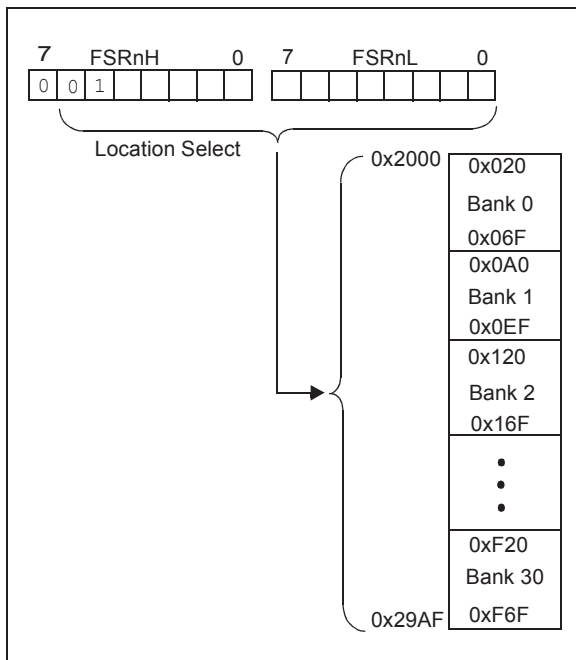 7 FSRnH 0 7 FSRnL 0
0 0 1
Location Select
0x2000
0x020
Bank 0
0x06F
0x0A0
Bank 1
0x0EF
0x120
Bank 2
0x16F
0xF20
Bank 30
0xF6F
0x29AF